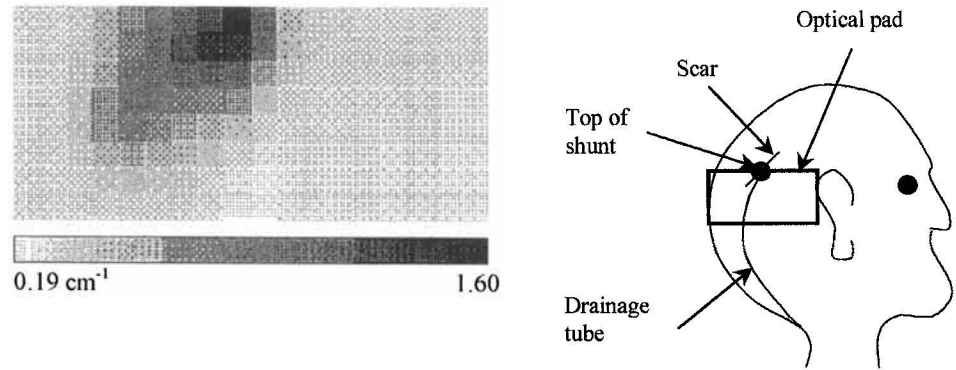 0.19 cm⁻¹
1.60
Optical pad
Scar
Top of
shunt
Drainage
tube